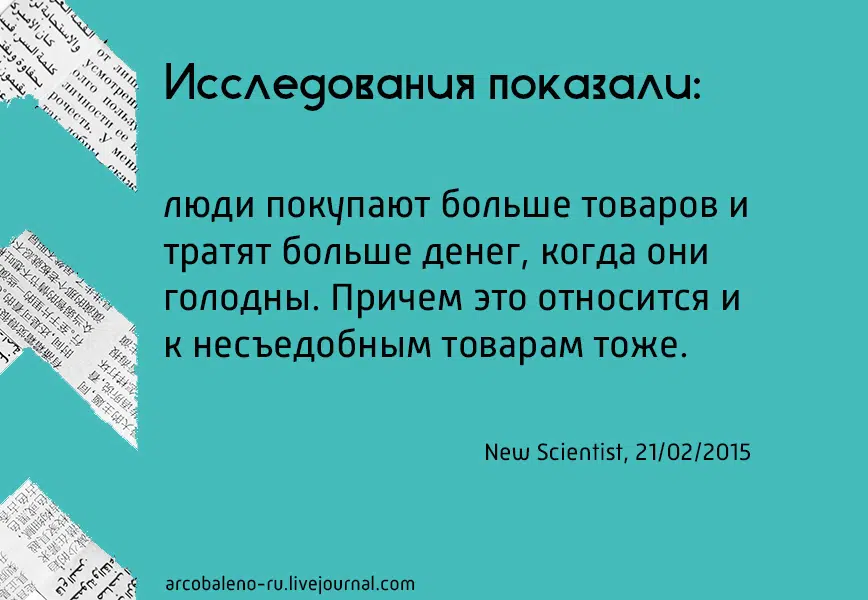 Исследования показали:
люди покупают больше товаров и
тратят больше денег, когда они
голодны. Причем это относится и
к несъедобным товарам тоже.
New Scientist, 21/02/2015
arcobaleno-ru.livejournal.com